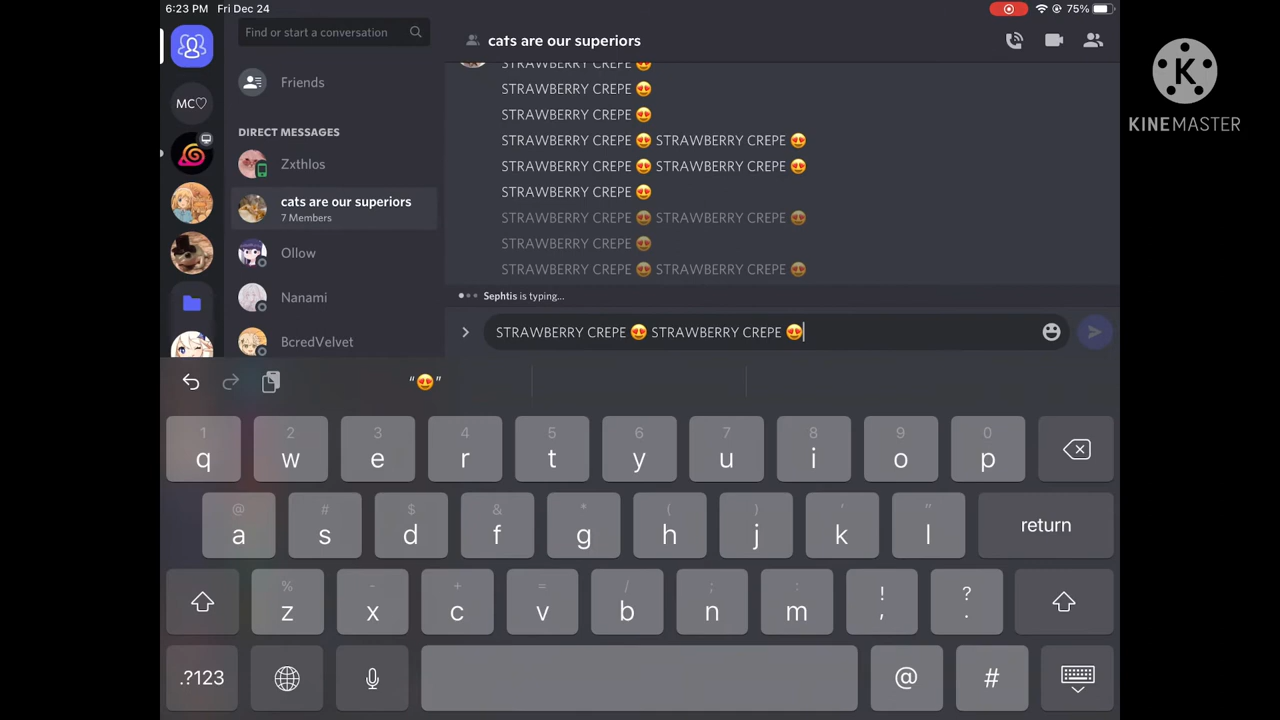 6:23 PM Fri Dec 24
75%
Find or start a conversation
cats are our superiors
K
KINEMASTER
Friends
MC♡
DIRECT MESSAGES
Zxthlos
cats are our superiors
7 Members
Ollow
Nanami
BcredVelvet
STRAWBERRY CREPE 😍
STRAWBERRY CREPE 😍
STRAWBERRY CREPE 😍
STRAWBERRY CREPE 😍 STRAWBERRY CREPE 😍
STRAWBERRY CREPE 😍 STRAWBERRY CREPE 😍
STRAWBERRY CREPE 😍
STRAWBERRY CREPE 😍 STRAWBERRY CREPE 😍
STRAWBERRY CREPE 😍
STRAWBERRY CREPE 😍 STRAWBERRY CREPE 😍
Sephtis is typing...
STRAWBERRY CREPE 😍 STRAWBERRY CREPE 😍
“😍”
1 2 3 4 5 6 7 8 9 0
q w e r t y u i o p
@ # $ & * ( ) ' "
a s d f g h j k l return
% - + = / ; : ! ?
z x c v b n m , .
.?123 @ #